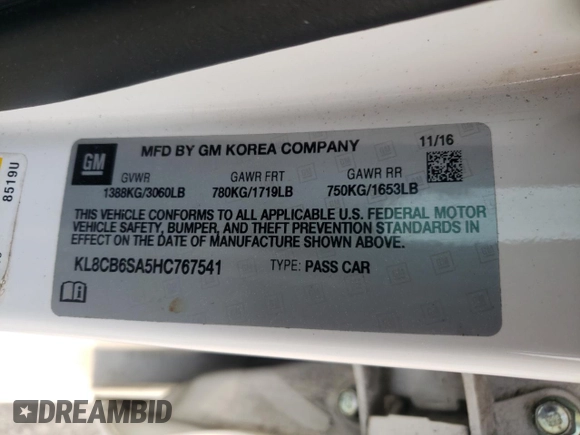 GM
MFD BY GM KOREA COMPANY 11/16
GVWR GAWR FRT GAWR RR
1388KG/3060LB 780KG/1719LB 750KG/1653LB
THIS VEHICLE CONFORMS TO ALL APPLICABLE U.S. FEDERAL MOTOR
VEHICLE SAFETY, BUMPER, AND THEFT PREVENTION STANDARDS IN
EFFECT ON THE DATE OF MANUFACTURE SHOWN ABOVE.
KL8CB6SA5HC767541 TYPE: PASS CAR
8519U
DREAMBID
DREAMBID.COM